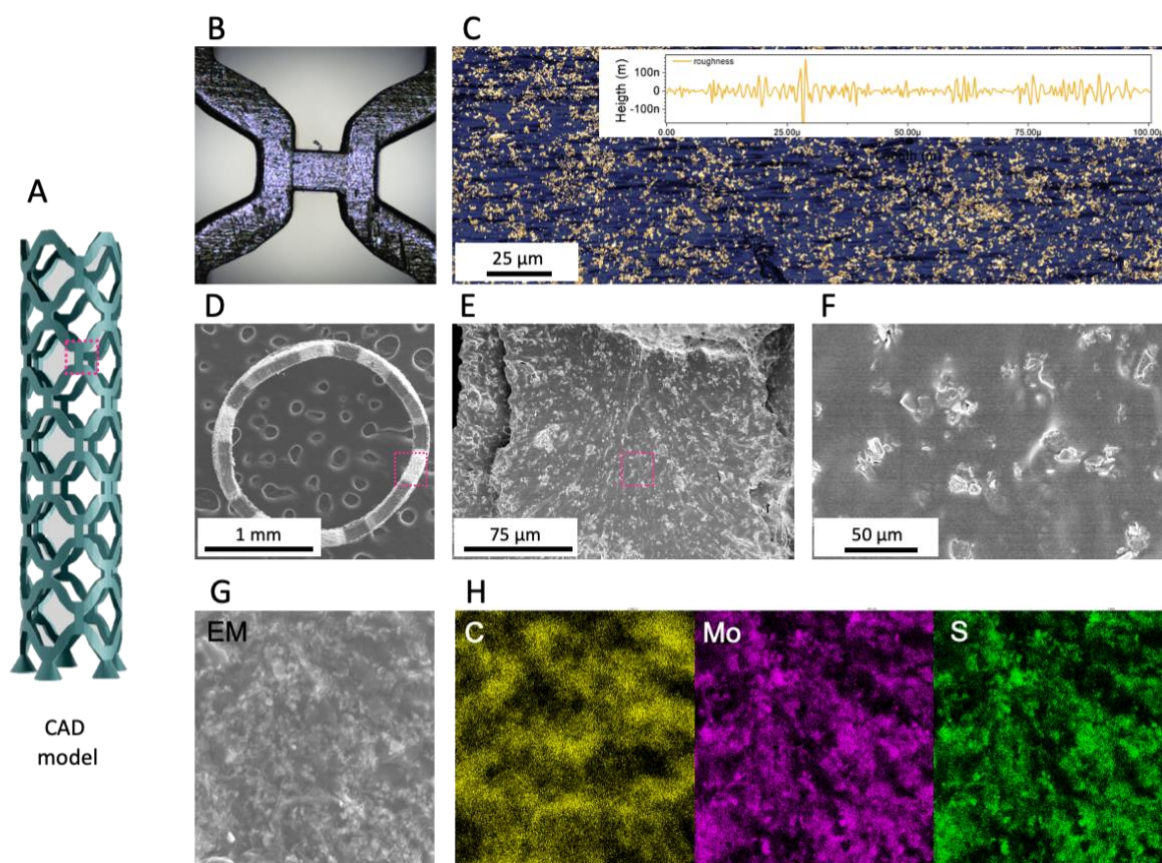 B
C
roughness
Heigth (m)
100n
0
-100n
0.00
25.00µ
50.00µ
75.00µ
100.00µ
25 µm
A
D
E
F
1 mm
75 µm
50 µm
G
H
EM
C
Mo
S
CAD
model